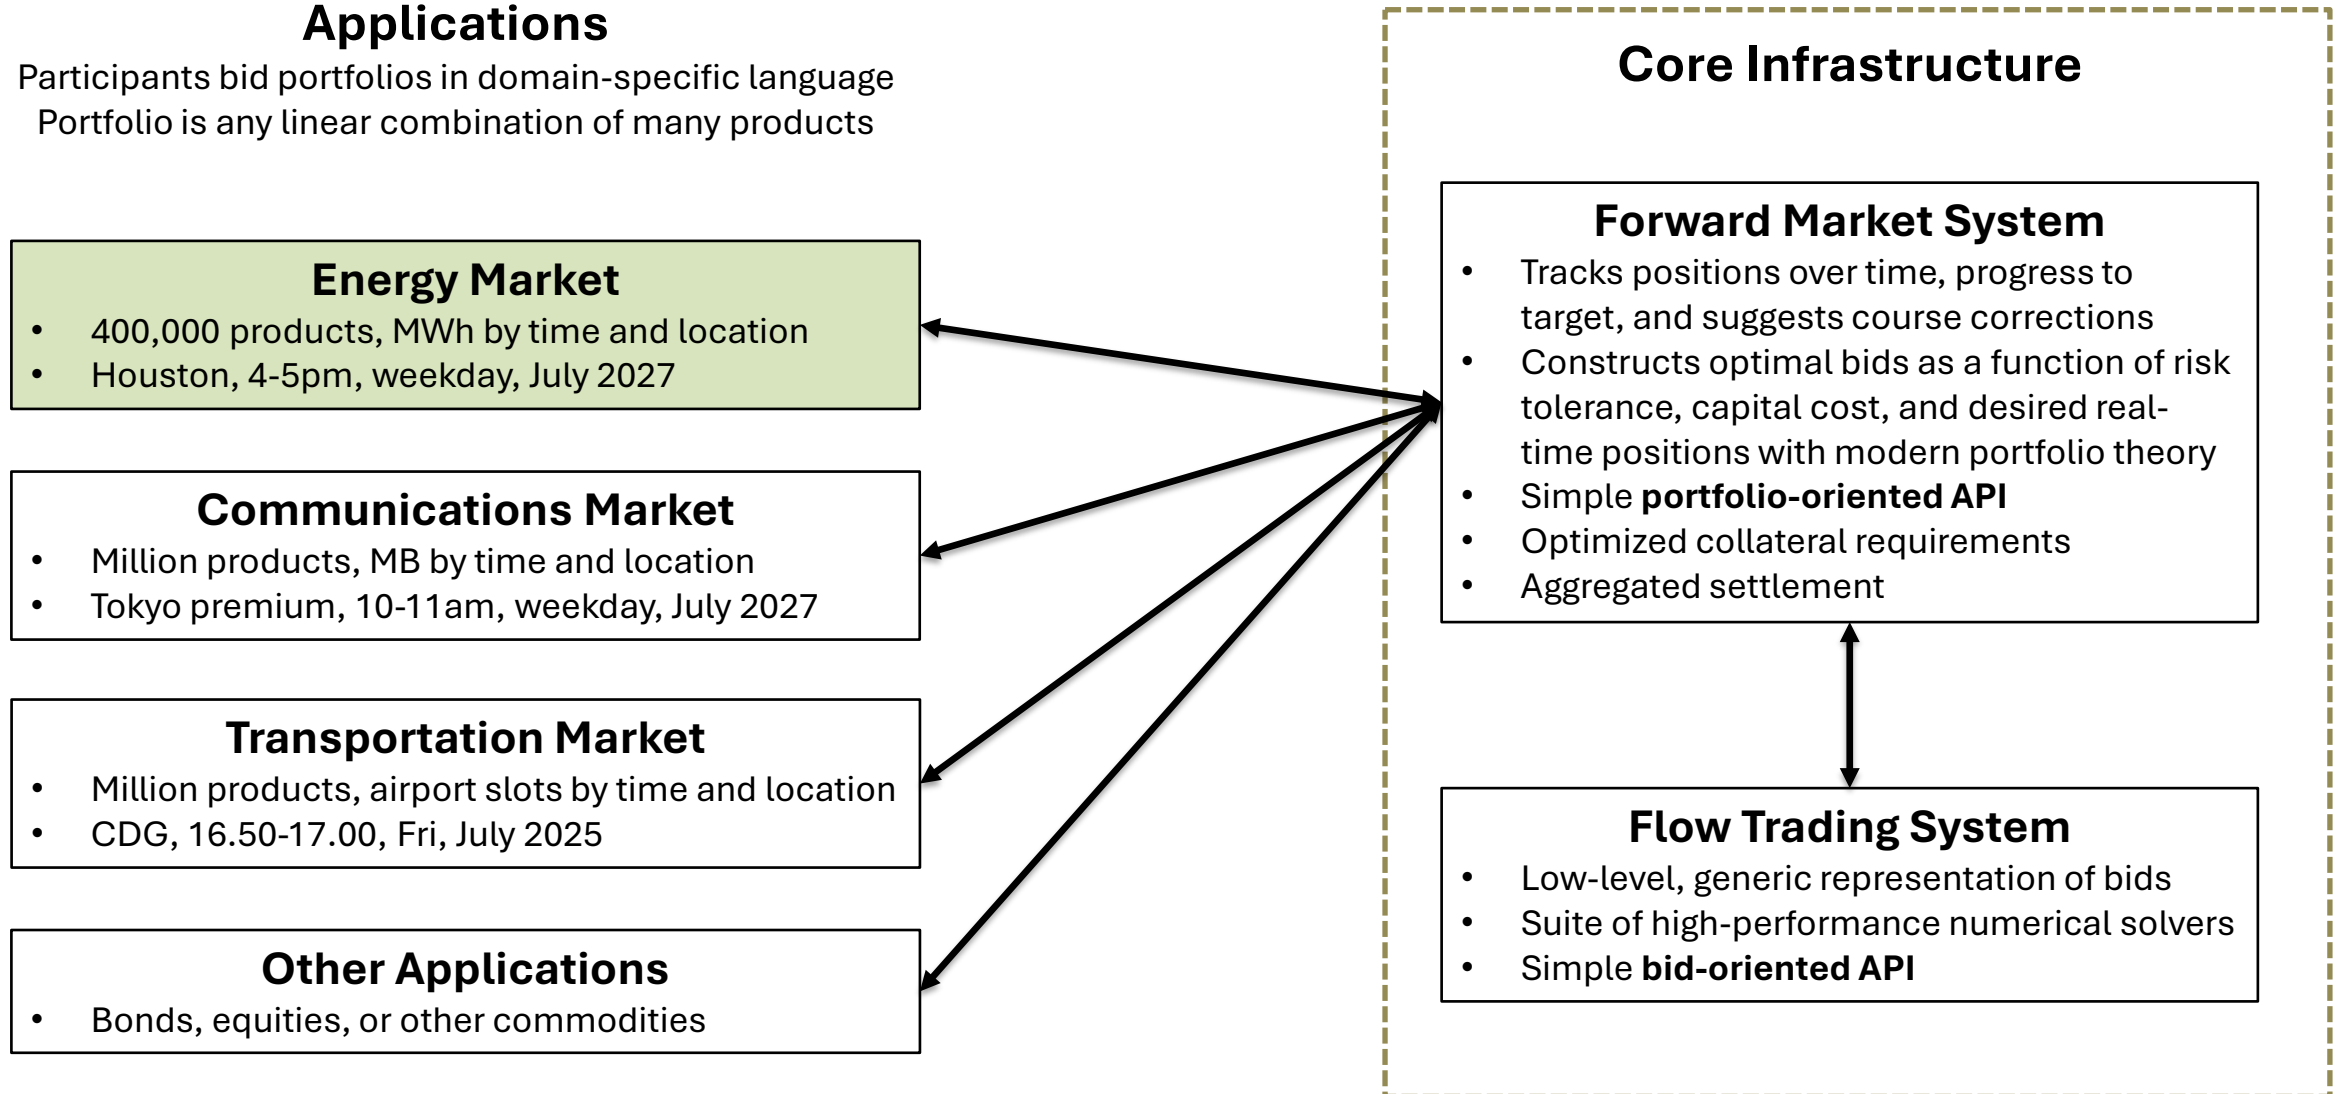 Applications
Participants bid portfolios in domain-specific language
Portfolio is any linear combination of many products
Energy Market
• 400,000 products, MWh by time and location
• Houston, 4-5pm, weekday, July 2027
Communications Market
• Million products, MB by time and location
• Tokyo premium, 10-11am, weekday, July 2027
Transportation Market
• Million products, airport slots by time and location
• CDG, 16.50-17.00, Fri, July 2025
Other Applications
• Bonds, equities, or other commodities
Core Infrastructure
Forward Market System
• Tracks positions over time, progress to
target, and suggests course corrections
• Constructs optimal bids as a function of risk
tolerance, capital cost, and desired real-
time positions with modern portfolio theory
• Simple portfolio-oriented API
• Optimized collateral requirements
• Aggregated settlement
Flow Trading System
• Low-level, generic representation of bids
• Suite of high-performance numerical solvers
• Simple bid-oriented API